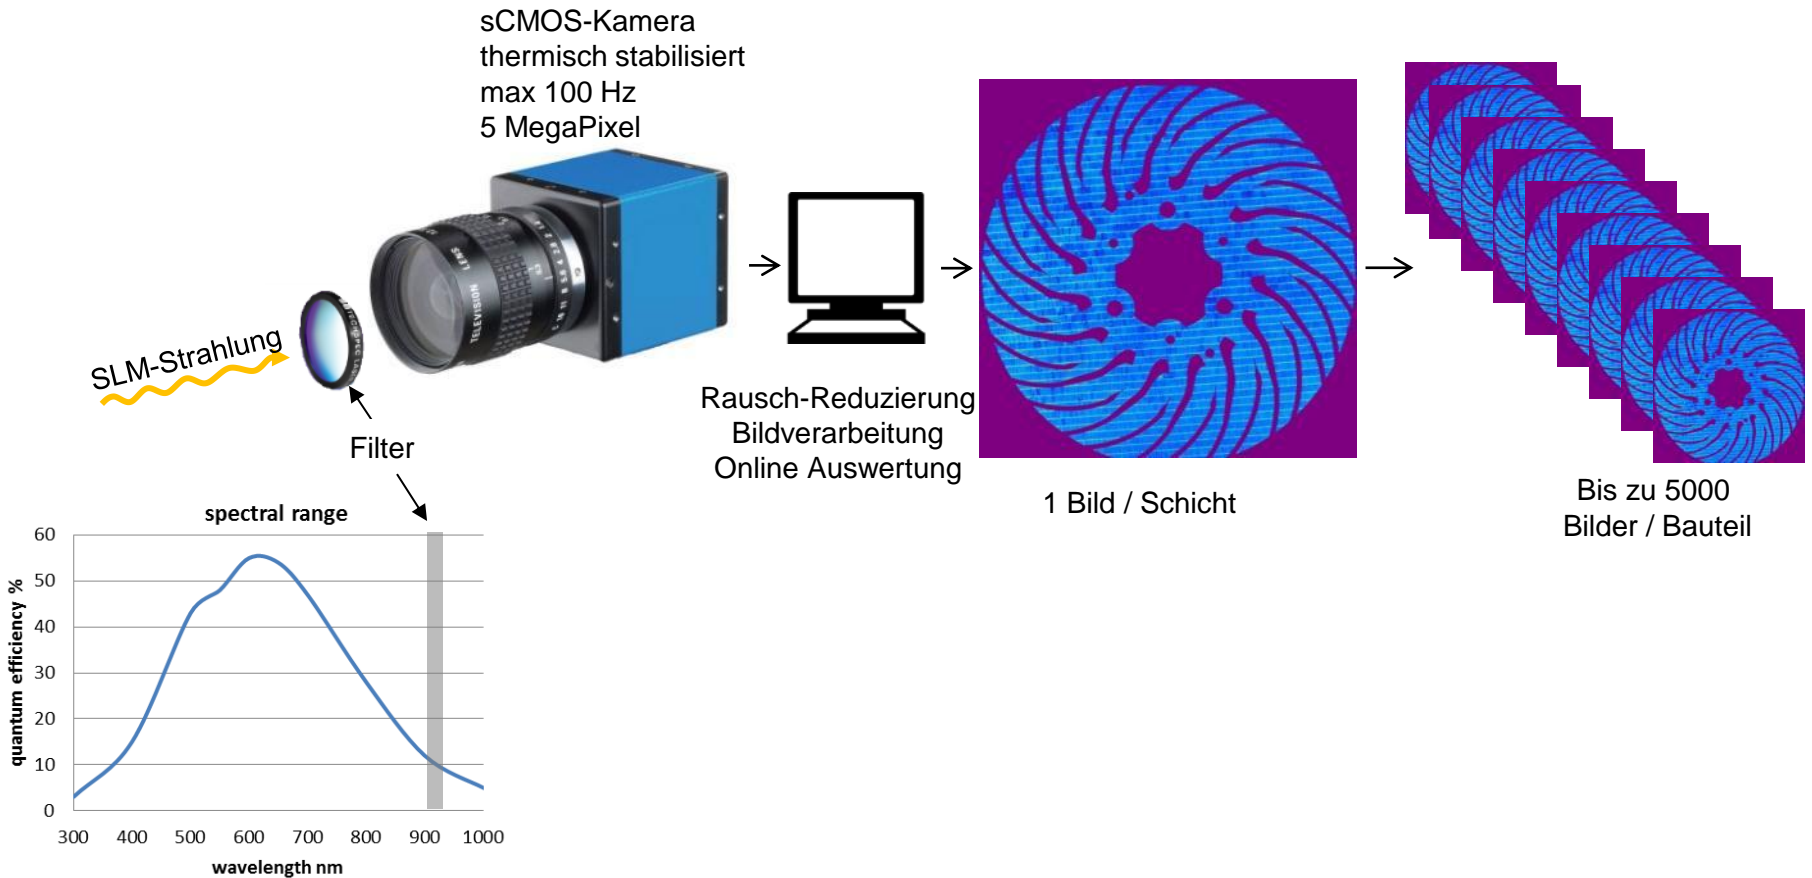 sCMOS-Kamera
thermisch stabilisiert
max 100 Hz
5 MegaPixel
TELEVISION
LENS
SLM-Strahlung
Filter
Rausch-Reduzierung
Bildverarbeitung
Online Auswertung
1 Bild / Schicht
Bis zu 5000
Bilder / Bauteil
spectral range
quantum efficiency %
60
50
40
30
20
10
0
300 400 500 600 700 800 900 1000
wavelength nm